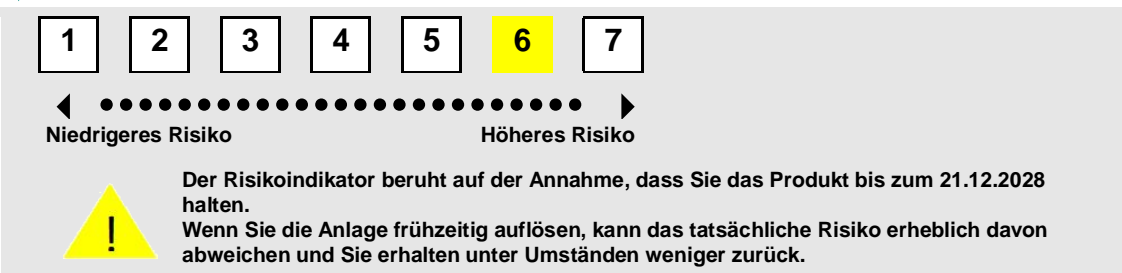 1 2 3 4 5 6 7
Niedrigeres Risiko Höheres Risiko
Der Risikoindikator beruht auf der Annahme, dass Sie das Produkt bis zum 21.12.2028
halten.
Wenn Sie die Anlage frühzeitig auflösen, kann das tatsächliche Risiko erheblich davon
abweichen und Sie erhalten unter Umständen weniger zurück.
!